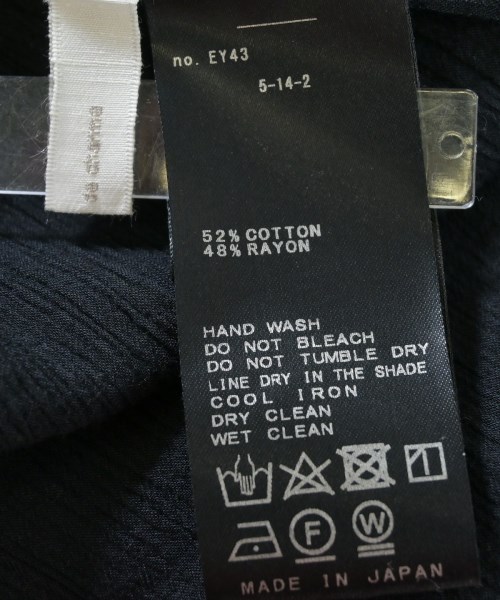 no. EY43
5-14-2
52% COTTON
48% RAYON
HAND WASH
DO NOT BLEACH
DO NOT TUMBLE DRY
LINE DRY IN THE SHADE
COOL IRON
DRY CLEAN
WET CLEAN
F W
MADE IN JAPAN